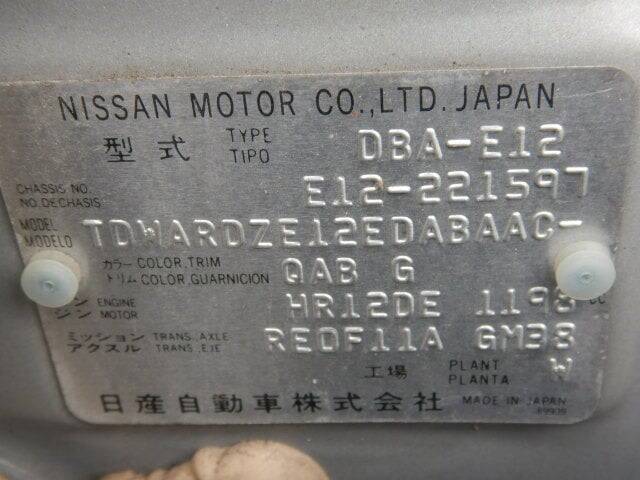 NISSAN MOTOR CO.,LTD. JAPAN
型式 TYPE TIPO DBA-E12
CHASSIS NO. NO.DECHASIS E12-221597
MODEL MODELO TDWARDZE12EDABAAC-
カラー COLOR,TRIM トリム COLOR,GUARNICION QAB G
ン ENGINE ジン MOTOR HR12DE 1198 CC
ミッション TRANS.,AXLE アクスル TRANS.,EJE RE0F11A GM38
工場 PLANT PLANTA W
日産自動車株式会社 MADE IN JAPAN